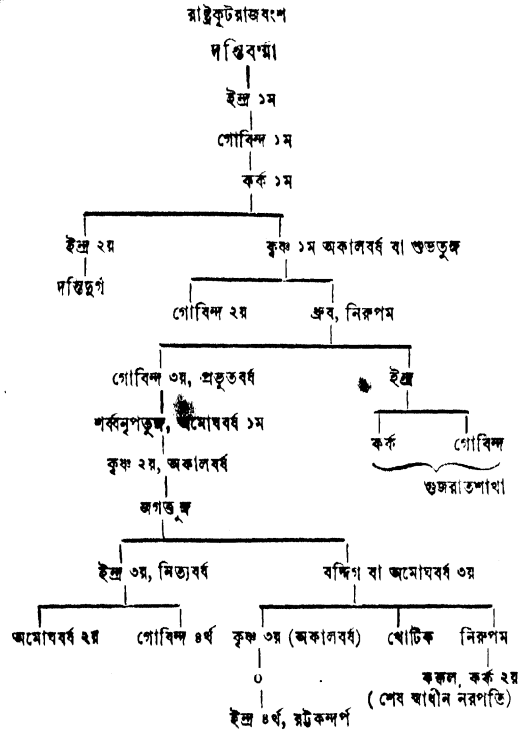 রাষ্ট্রকূটরাজবংশ
দন্তিবর্ম্মা
ইন্দ্র ১ম
গোবিন্দ ১ম
কর্ক ১ম
ইন্দ্র ২য় কৃষ্ণ ১ম অকালবর্ষ বা শুভতুঙ্গ
দন্তিদুর্গ
গোবিন্দ ২য় ধ্রুব, নিরুপম
গোবিন্দ ৩য়, প্রভূতবর্ষ ইন্দ্র
শর্ব্বনৃপতুঙ্গ, অমোঘবর্ষ ১ম কর্ক গোবিন্দ
কৃষ্ণ ২য়, অকালবর্ষ গুজরাতশাখা
জগত্তুঙ্গ
ইন্দ্র ৩য়, নিত্যবর্ষ বদ্দিগ বা অমোঘবর্ষ ৩য়
অমোঘবর্ষ ২য় গোবিন্দ ৪র্থ কৃষ্ণ ৩য় (অকালবর্ষ) খোটিক নিরুপম
০ কক্কল, কর্ক ২য়
(শেষ স্বাধীন নরপতি)
ইন্দ্র ৪র্থ, রট্টকন্দর্প